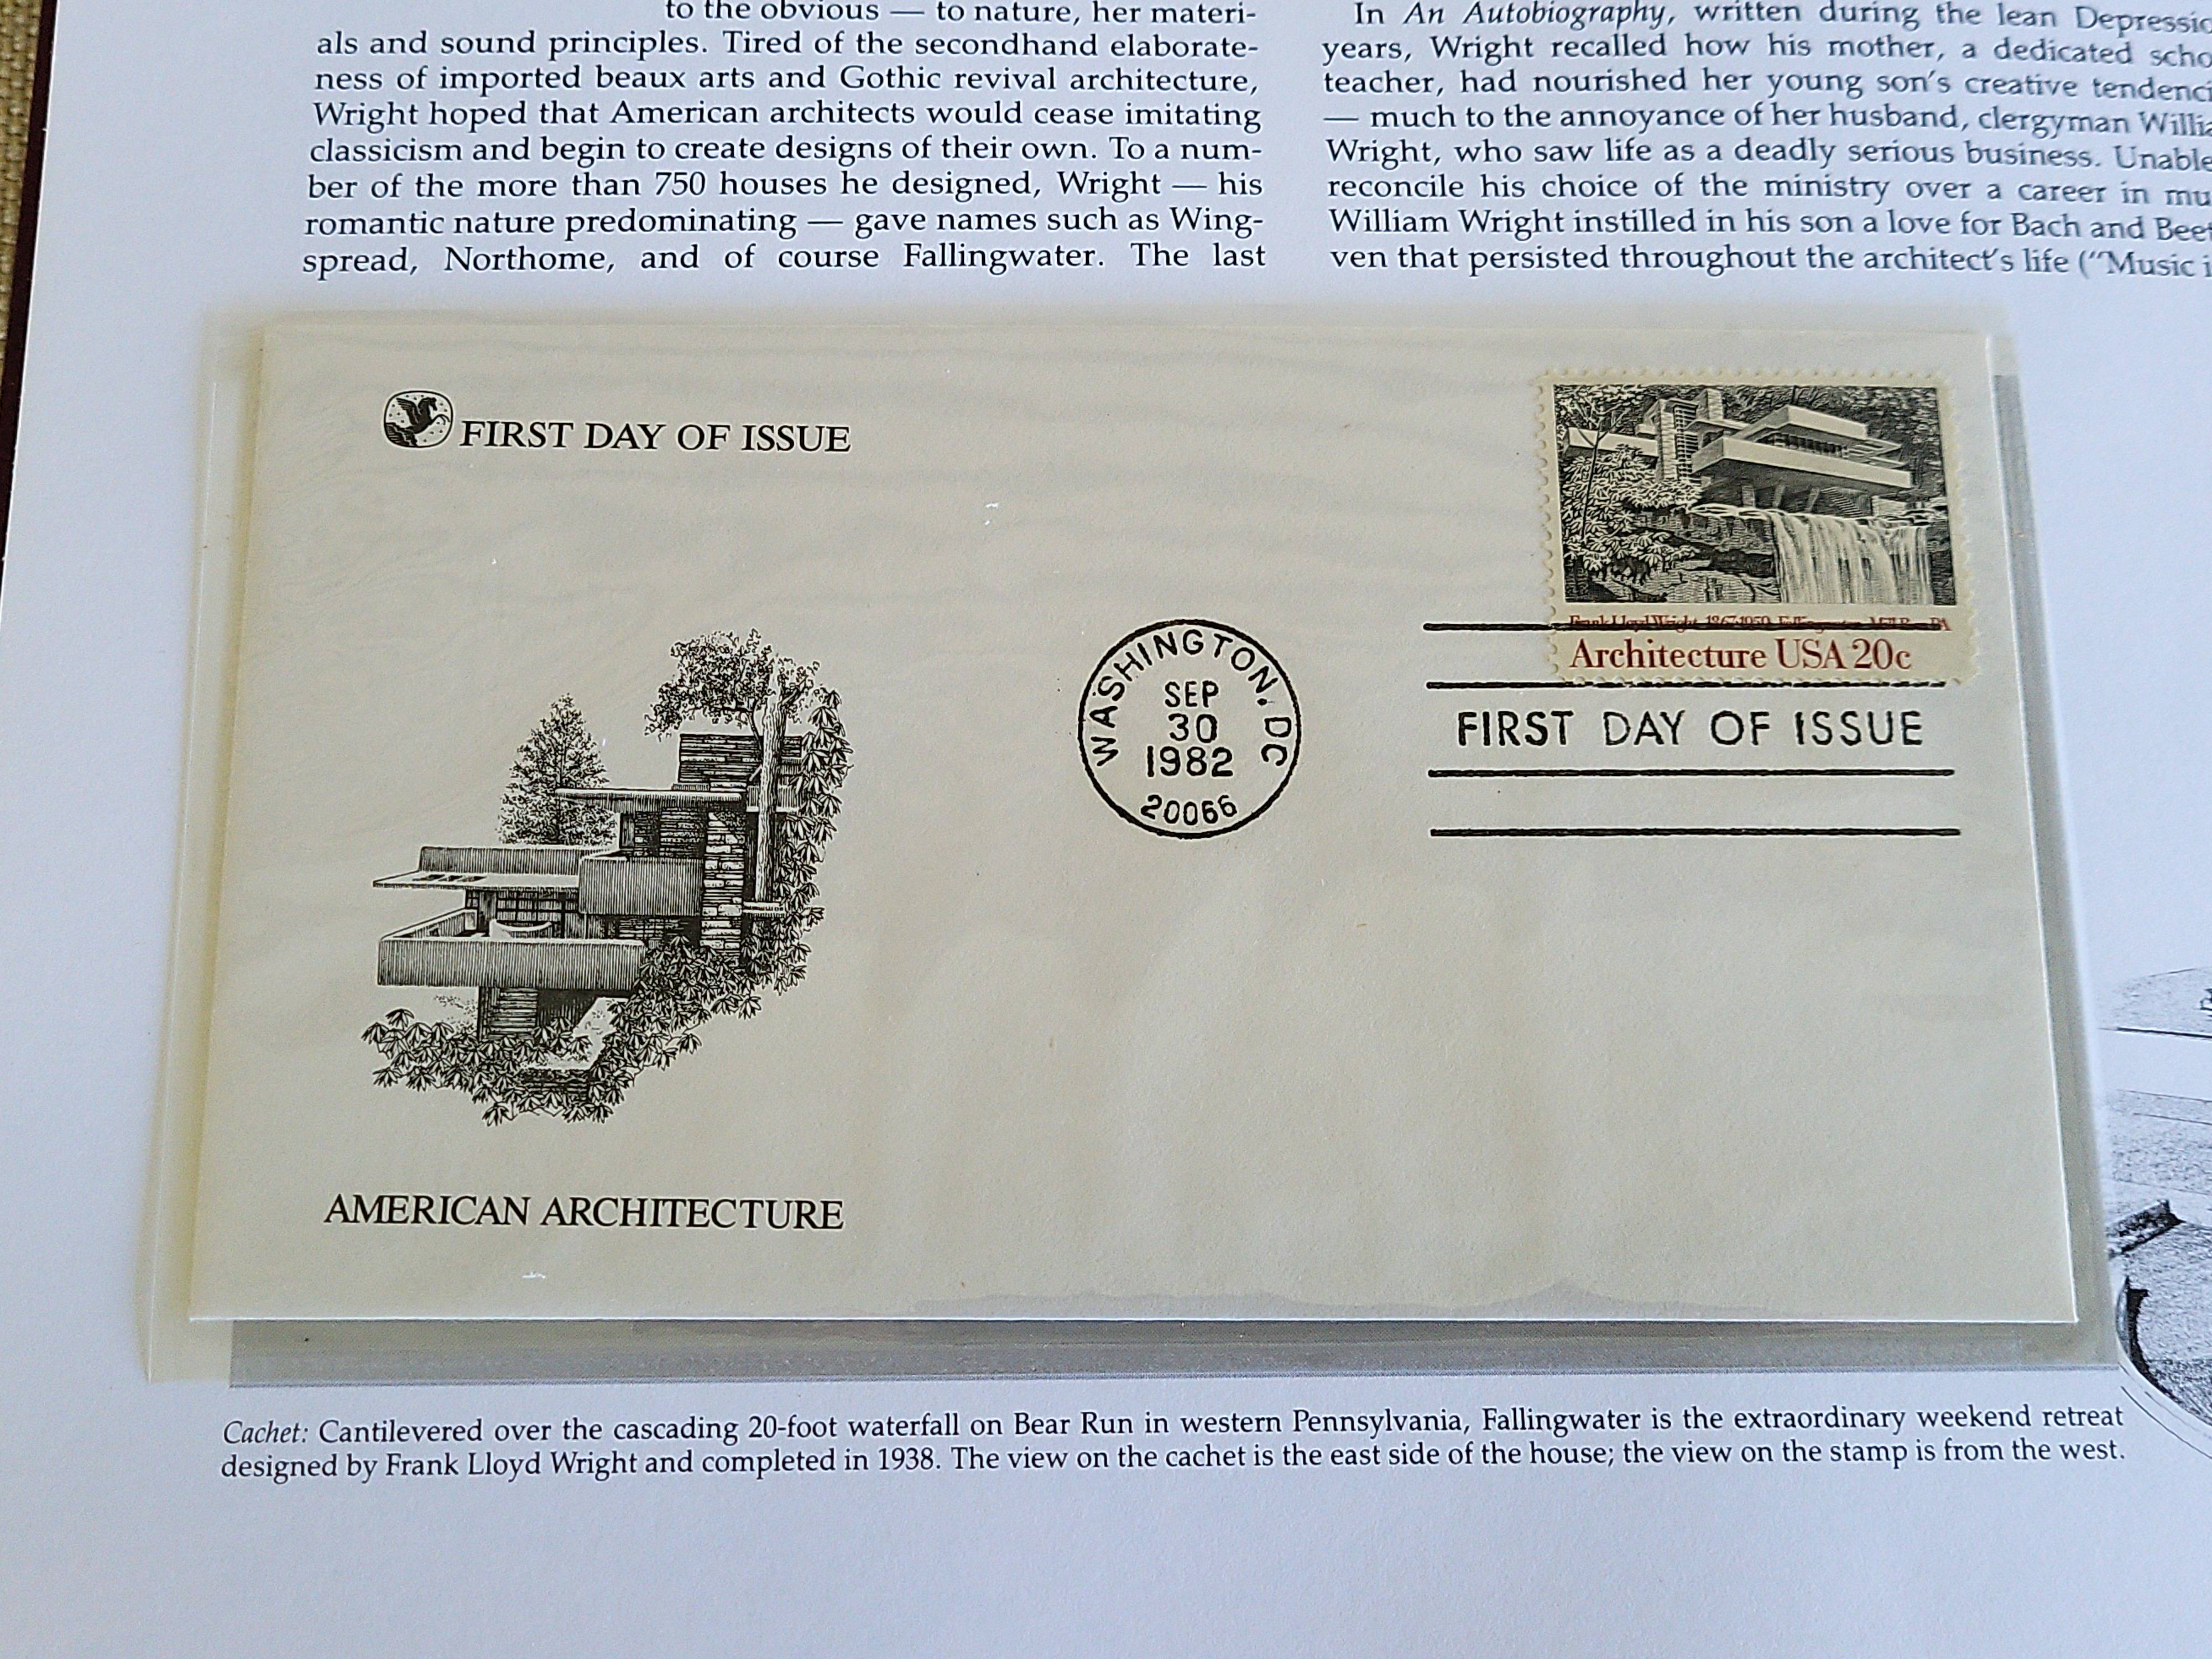 to the obvious — to nature, her materi-
als and sound principles. Tired of the secondhand elaborate-
ness of imported beaux arts and Gothic revival architecture,
Wright hoped that American architects would cease imitating
classicism and begin to create designs of their own. To a num-
ber of the more than 750 houses he designed, Wright — his
romantic nature predominating — gave names such as Wing-
spread, Northome, and of course Fallingwater. The last
In An Autobiography, written during the lean
years, Wright recalled how his mother, a dedicated
teacher, had nourished her young son's creative
— much to the annoyance of her husband, clergyman
Wright, who saw life as a deadly serious business. Unable
reconcile his choice of the ministry over a career in
William Wright instilled in his son a love for Bach and
ven that persisted throughout the architect's life ("Music
FIRST DAY OF ISSUE
Frank Lloyd Wright 1867-1959
Architecture USA 20c
WASHINGTON, DC
SEP
30
1982
20066
FIRST DAY OF ISSUE
AMERICAN ARCHITECTURE
Cachet: Cantilevered over the cascading 20-foot waterfall on Bear Run in western Pennsylvania, Fallingwater is the extraordinary weekend retreat
designed by Frank Lloyd Wright and completed in 1938. The view on the cachet is the east side of the house; the view on the stamp is from the west.